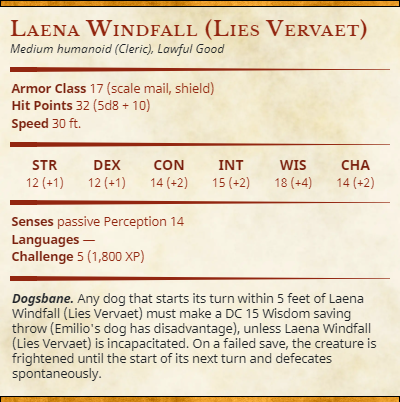 Laena Windfall (Lies Vervaet)
Medium humanoid (Cleric), Lawful Good
Armor Class 17 (scale mail, shield)
Hit Points 32 (5d8 + 10)
Speed 30 ft.
STR DEX CON INT WIS CHA
12 (+1) 12 (+1) 14 (+2) 15 (+2) 18 (+4) 14 (+2)
Senses passive Perception 14
Languages —
Challenge 5 (1,800 XP)
Dogsbane. Any dog that starts its turn within 5 feet of Laena
Windfall (Lies Vervaet) must make a DC 15 Wisdom saving
throw (Emilio's dog has disadvantage), unless Laena Windfall
(Lies Vervaet) is incapacitated. On a failed save, the creature is
frightened until the start of its next turn and defecates
spontaneously.